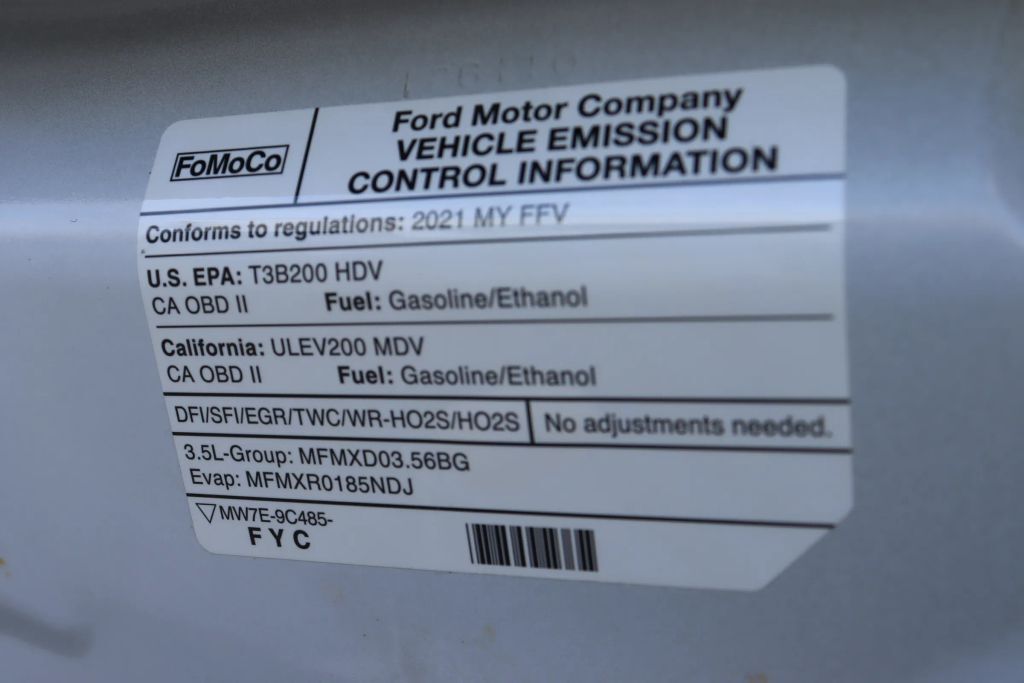 FoMoCo
Ford Motor Company
VEHICLE EMISSION
CONTROL INFORMATION
Conforms to regulations: 2021 MY FFV
U.S. EPA: T3B200 HDV
CA OBD II Fuel: Gasoline/Ethanol
California: ULEV200 MDV
CA OBD II Fuel: Gasoline/Ethanol
DFI/SFI/EGR/TWC/WR-HO2S/HO2S No adjustments needed.
3.5L-Group: MFMXD03.56BG
Evap: MFMXR0185NDJ
MW7E-9C485-
FYC